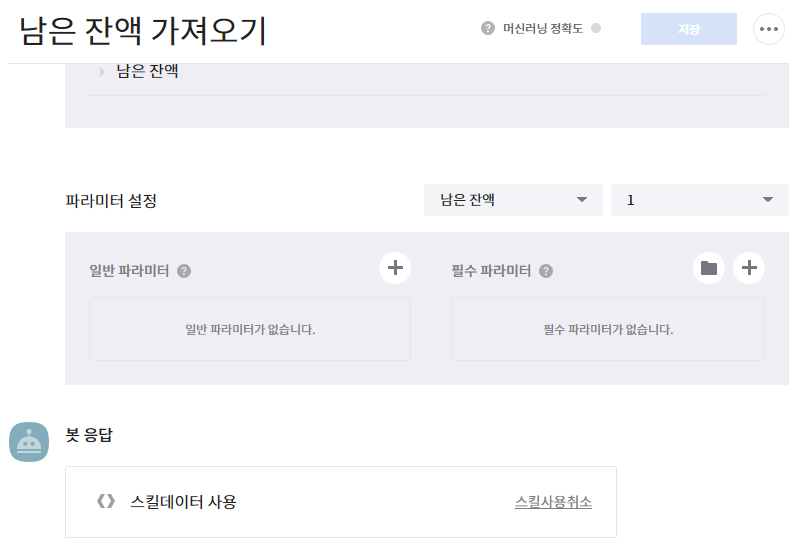 남은 잔액 가져오기
? 머신러닝 정확도
저장
남은 잔액
파라미터 설정
남은 잔액
1
일반 파라미터 ?
필수 파라미터 ?
일반 파라미터가 없습니다.
필수 파라미터가 없습니다.
봇 응답
스킬데이터 사용
스킬사용취소